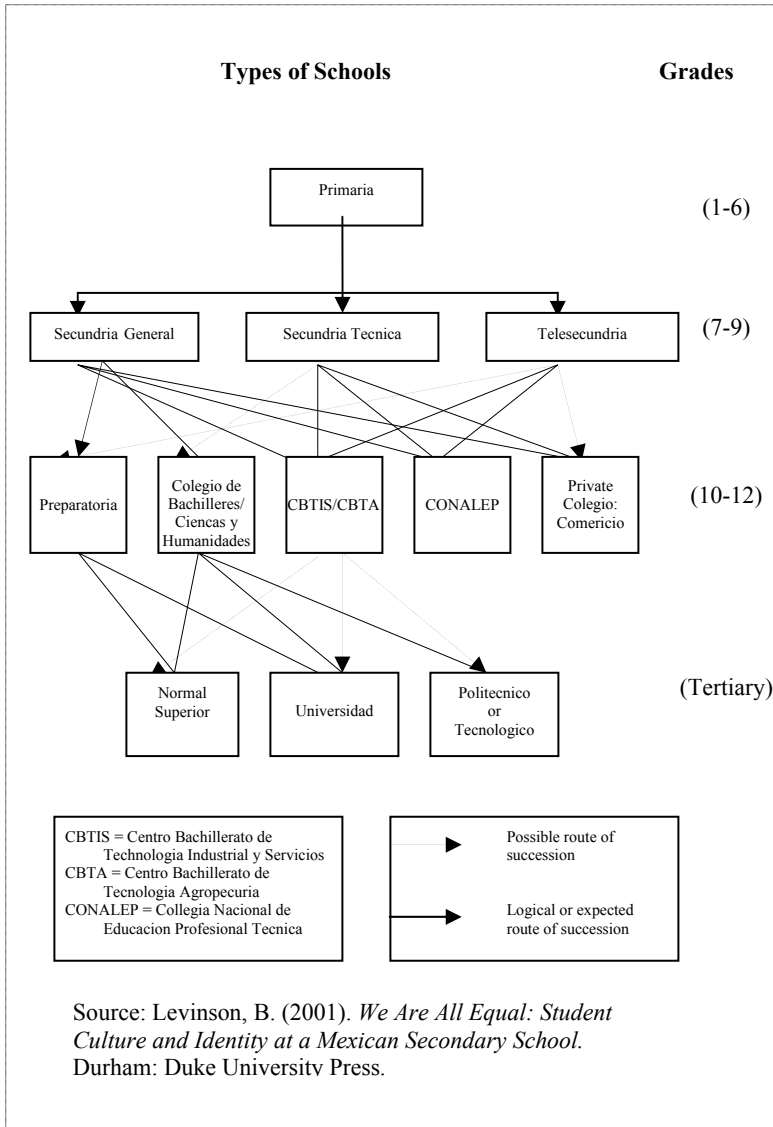 Types of Schools Grades
Primaria
(1-6)
Secundria General Secundria Tecnica Telesecundria
(7-9)
Preparatoria
Colegio de
Bachilleres/
Ciencas y
Humanidades
CBTIS/CBTA
CONALEP
Private
Colegio:
Comericio
(10-12)
Normal
Superior
Universidad
Politecnico
or
Tecnologico
(Tertiary)
CBTIS = Centro Bachillerato de
Technologia Industrial y Servicios
CBTA = Centro Bachillerato de
Tecnologia Agropecuria
CONALEP = Collegia Nacional de
Educacion Profesional Tecnica
Possible route of
succession
Logical or expected
route of succession
Source: Levinson, B. (2001). We Are All Equal: Student
Culture and Identity at a Mexican Secondary School.
Durham: Duke University Press.